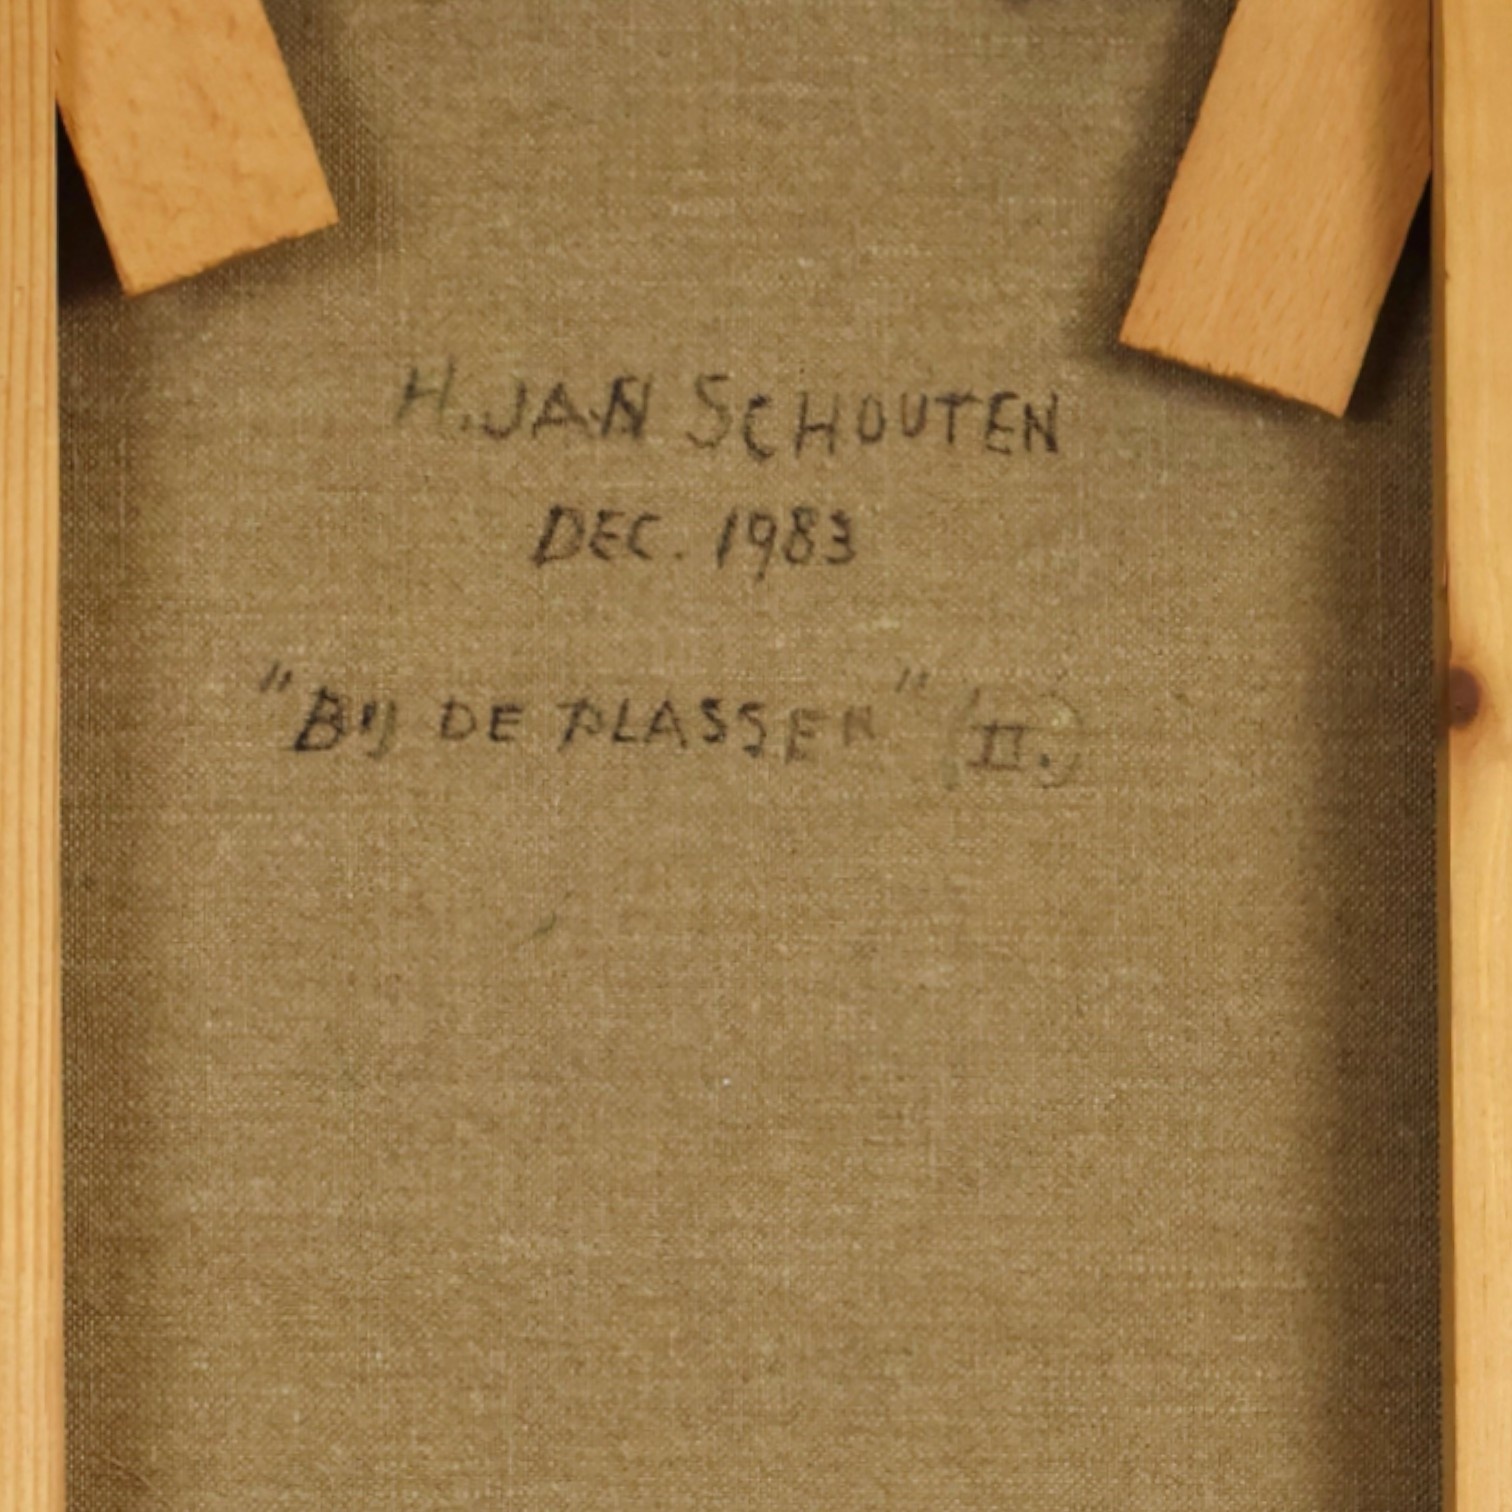 H. JAN SCHOUTEN
DEC. 1983
"BIJ DE PLASSEN" (II.)